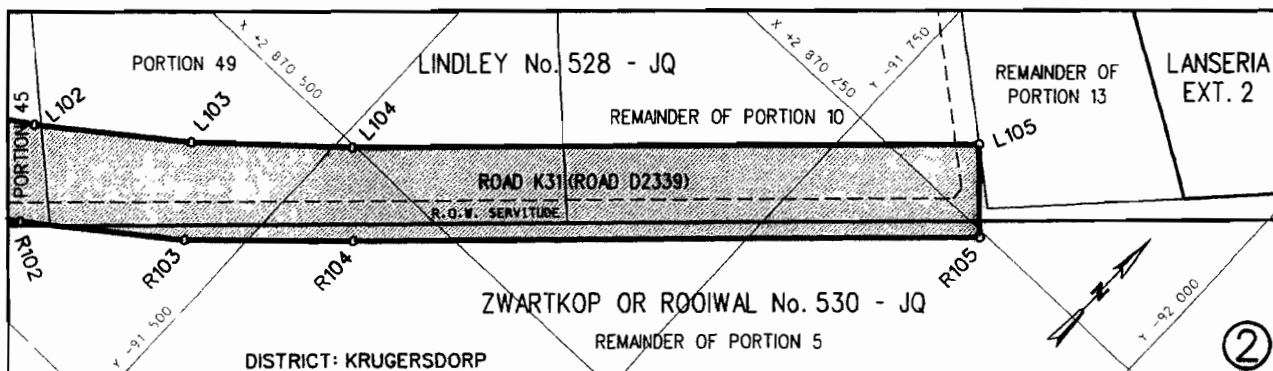 X +2 870 500
X +2 870 250
Y -91 750
PORTION 49
LINDLEY No. 528 - JQ
REMAINDER OF
PORTION 13
LANSERIA
EXT. 2
PORTION 45
L102
L103
L104
REMAINDER OF PORTION 10
L105
ROAD K31 (ROAD D2339)
R.O.W. SERVITUDE
R102
R103
R104
R105
ZWARTKOP OR ROOIWAL No. 530 - JQ
N
Y -91 500
REMAINDER OF PORTION 5
Y -92 000
DISTRICT: KRUGERSDORP
2